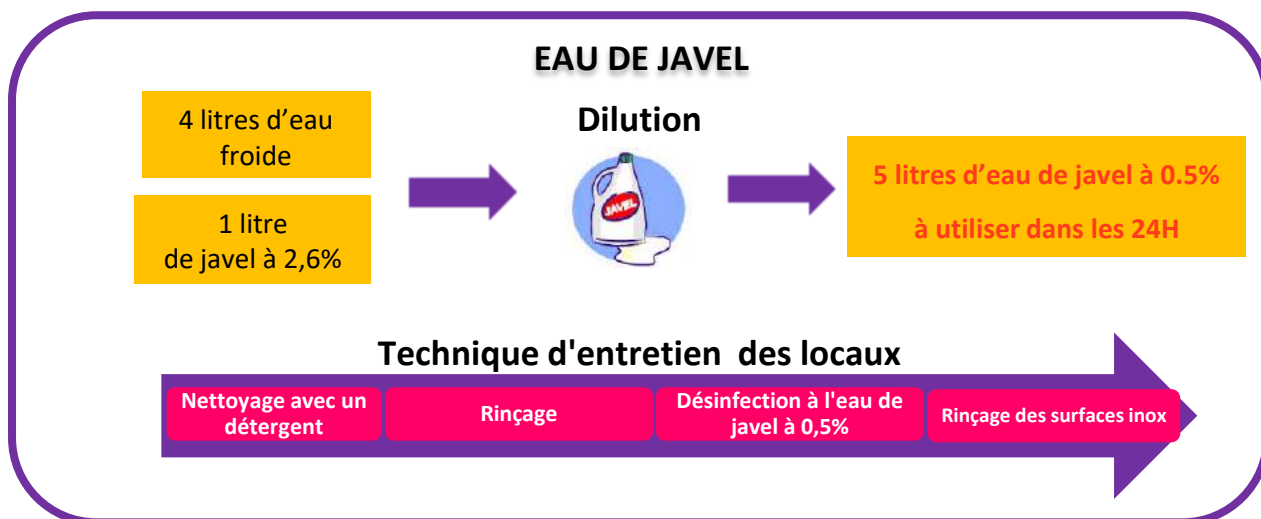 EAU DE JAVEL
4 litres d'eau
froide
Dilution
1 litre
de javel à 2,6%
JAVEL
5 litres d'eau de javel à 0.5%
à utiliser dans les 24H
Technique d'entretien des locaux
Nettoyage avec un
détergent
Rinçage
Désinfection à l'eau de
javel à 0,5%
Rinçage des surfaces inox